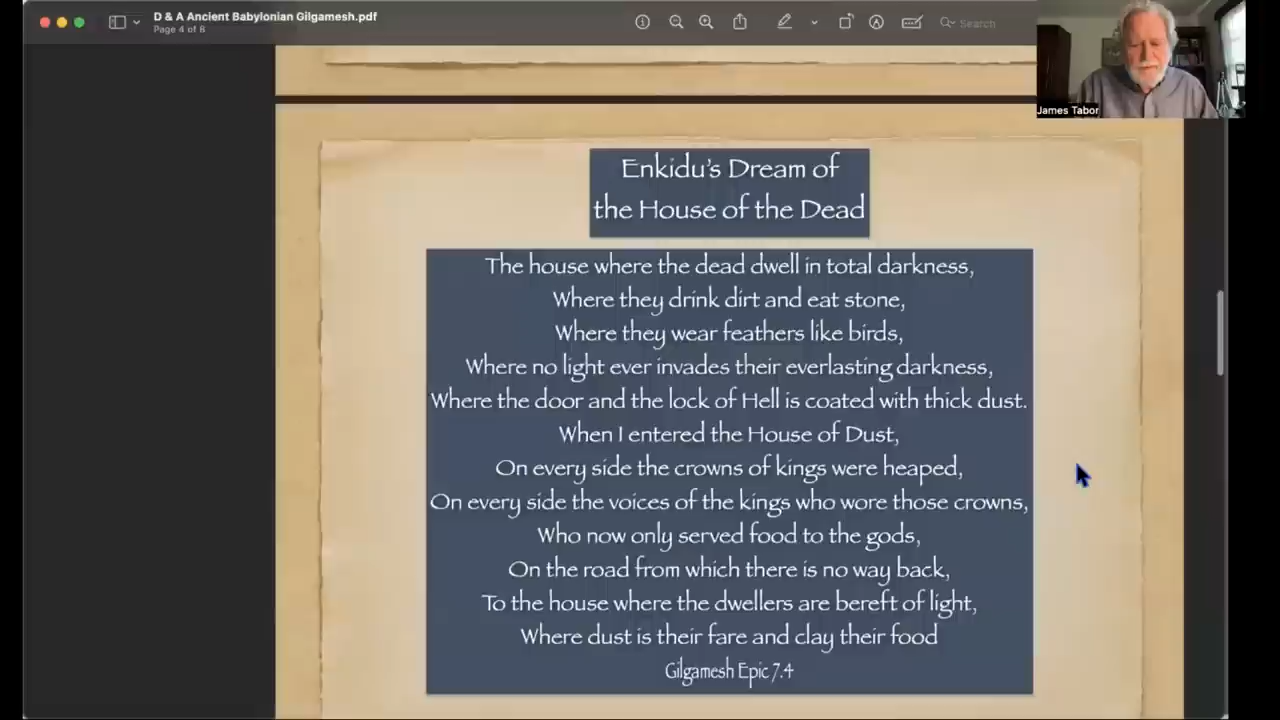 D & A Ancient Babylonian Gilgamesh.pdf
Page 4 of 8
Search
James Tabor
Enkidu's Dream of
the House of the Dead
The house where the dead dwell in total darkness,
Where they drink dirt and eat stone,
Where they wear feathers like birds,
Where no light ever invades their everlasting darkness,
Where the door and the lock of Hell is coated with thick dust.
When I entered the House of Dust,
On every side the crowns of kings were heaped,
On every side the voices of the kings who wore those crowns,
Who now only served food to the gods,
On the road from which there is no way back,
To the house where the dwellers are bereft of light,
Where dust is their fare and clay their food
Gilgamesh Epic 7.4